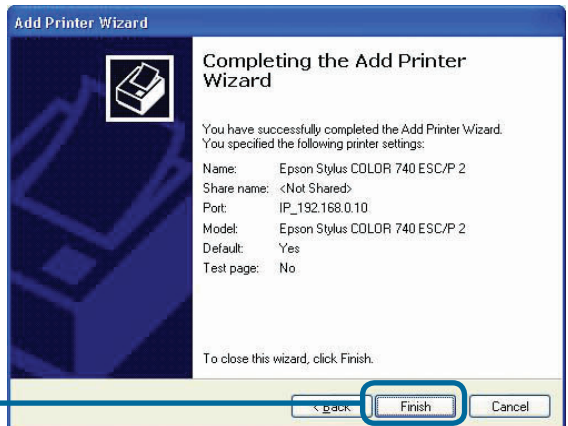 Add Printer Wizard
Completing the Add Printer
Wizard
You have successfully completed the Add Printer Wizard.
You specified the following printer settings:
Name: Epson Stylus COLOR 740 ESC/P 2
Share name: <Not Shared>
Port: IP_192.168.0.10
Model: Epson Stylus COLOR 740 ESC/P 2
Default: Yes
Test page: No
To close this wizard, click Finish.
< Back Finish Cancel